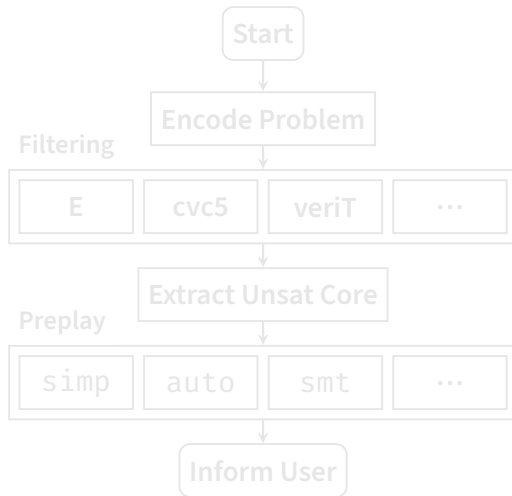 Start
Encode Problem
Filtering
E cvc5 veriT ...
Extract Unsat Core
Preplay
simp auto smt ...
Inform User